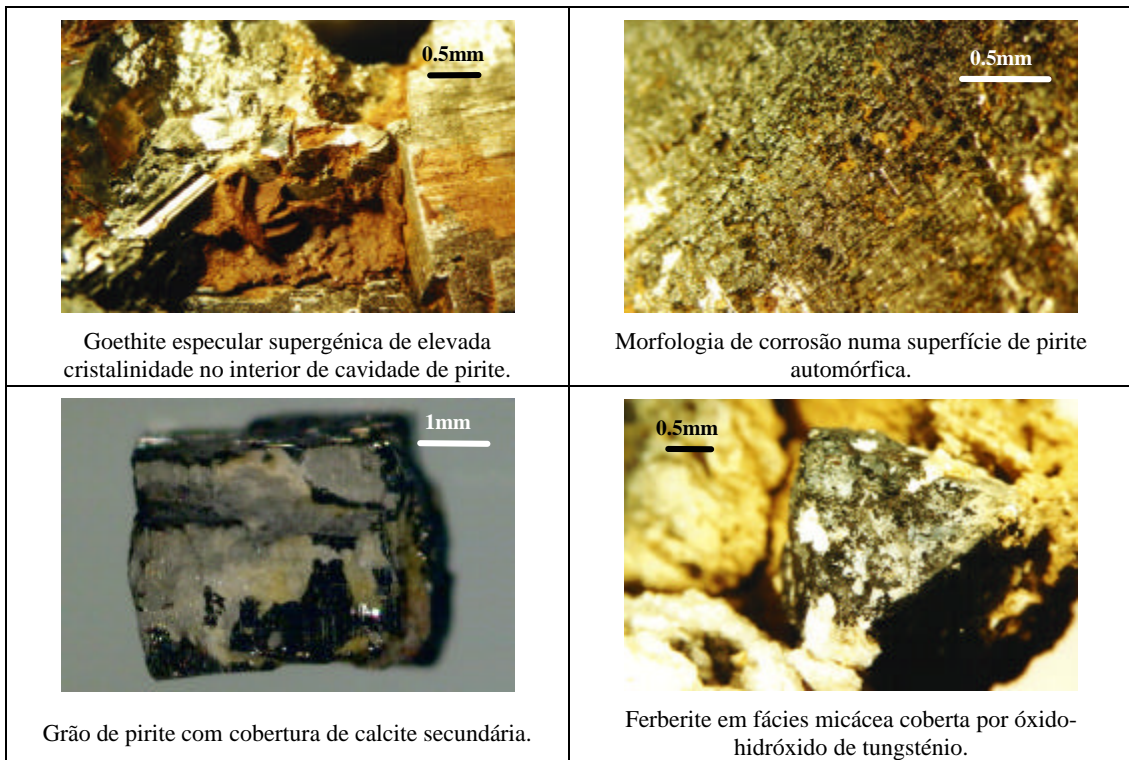 0.5mm
0.5mm
Goethite especular supergénica de elevada
cristalinidade no interior de cavidade de pirite.
Morfologia de corrosão numa superfície de pirite
automórfica.
1mm
0.5mm
Grão de pirite com cobertura de calcite secundária.
Ferberite em fácies micácea coberta por óxido-
hidróxido de tungsténio.